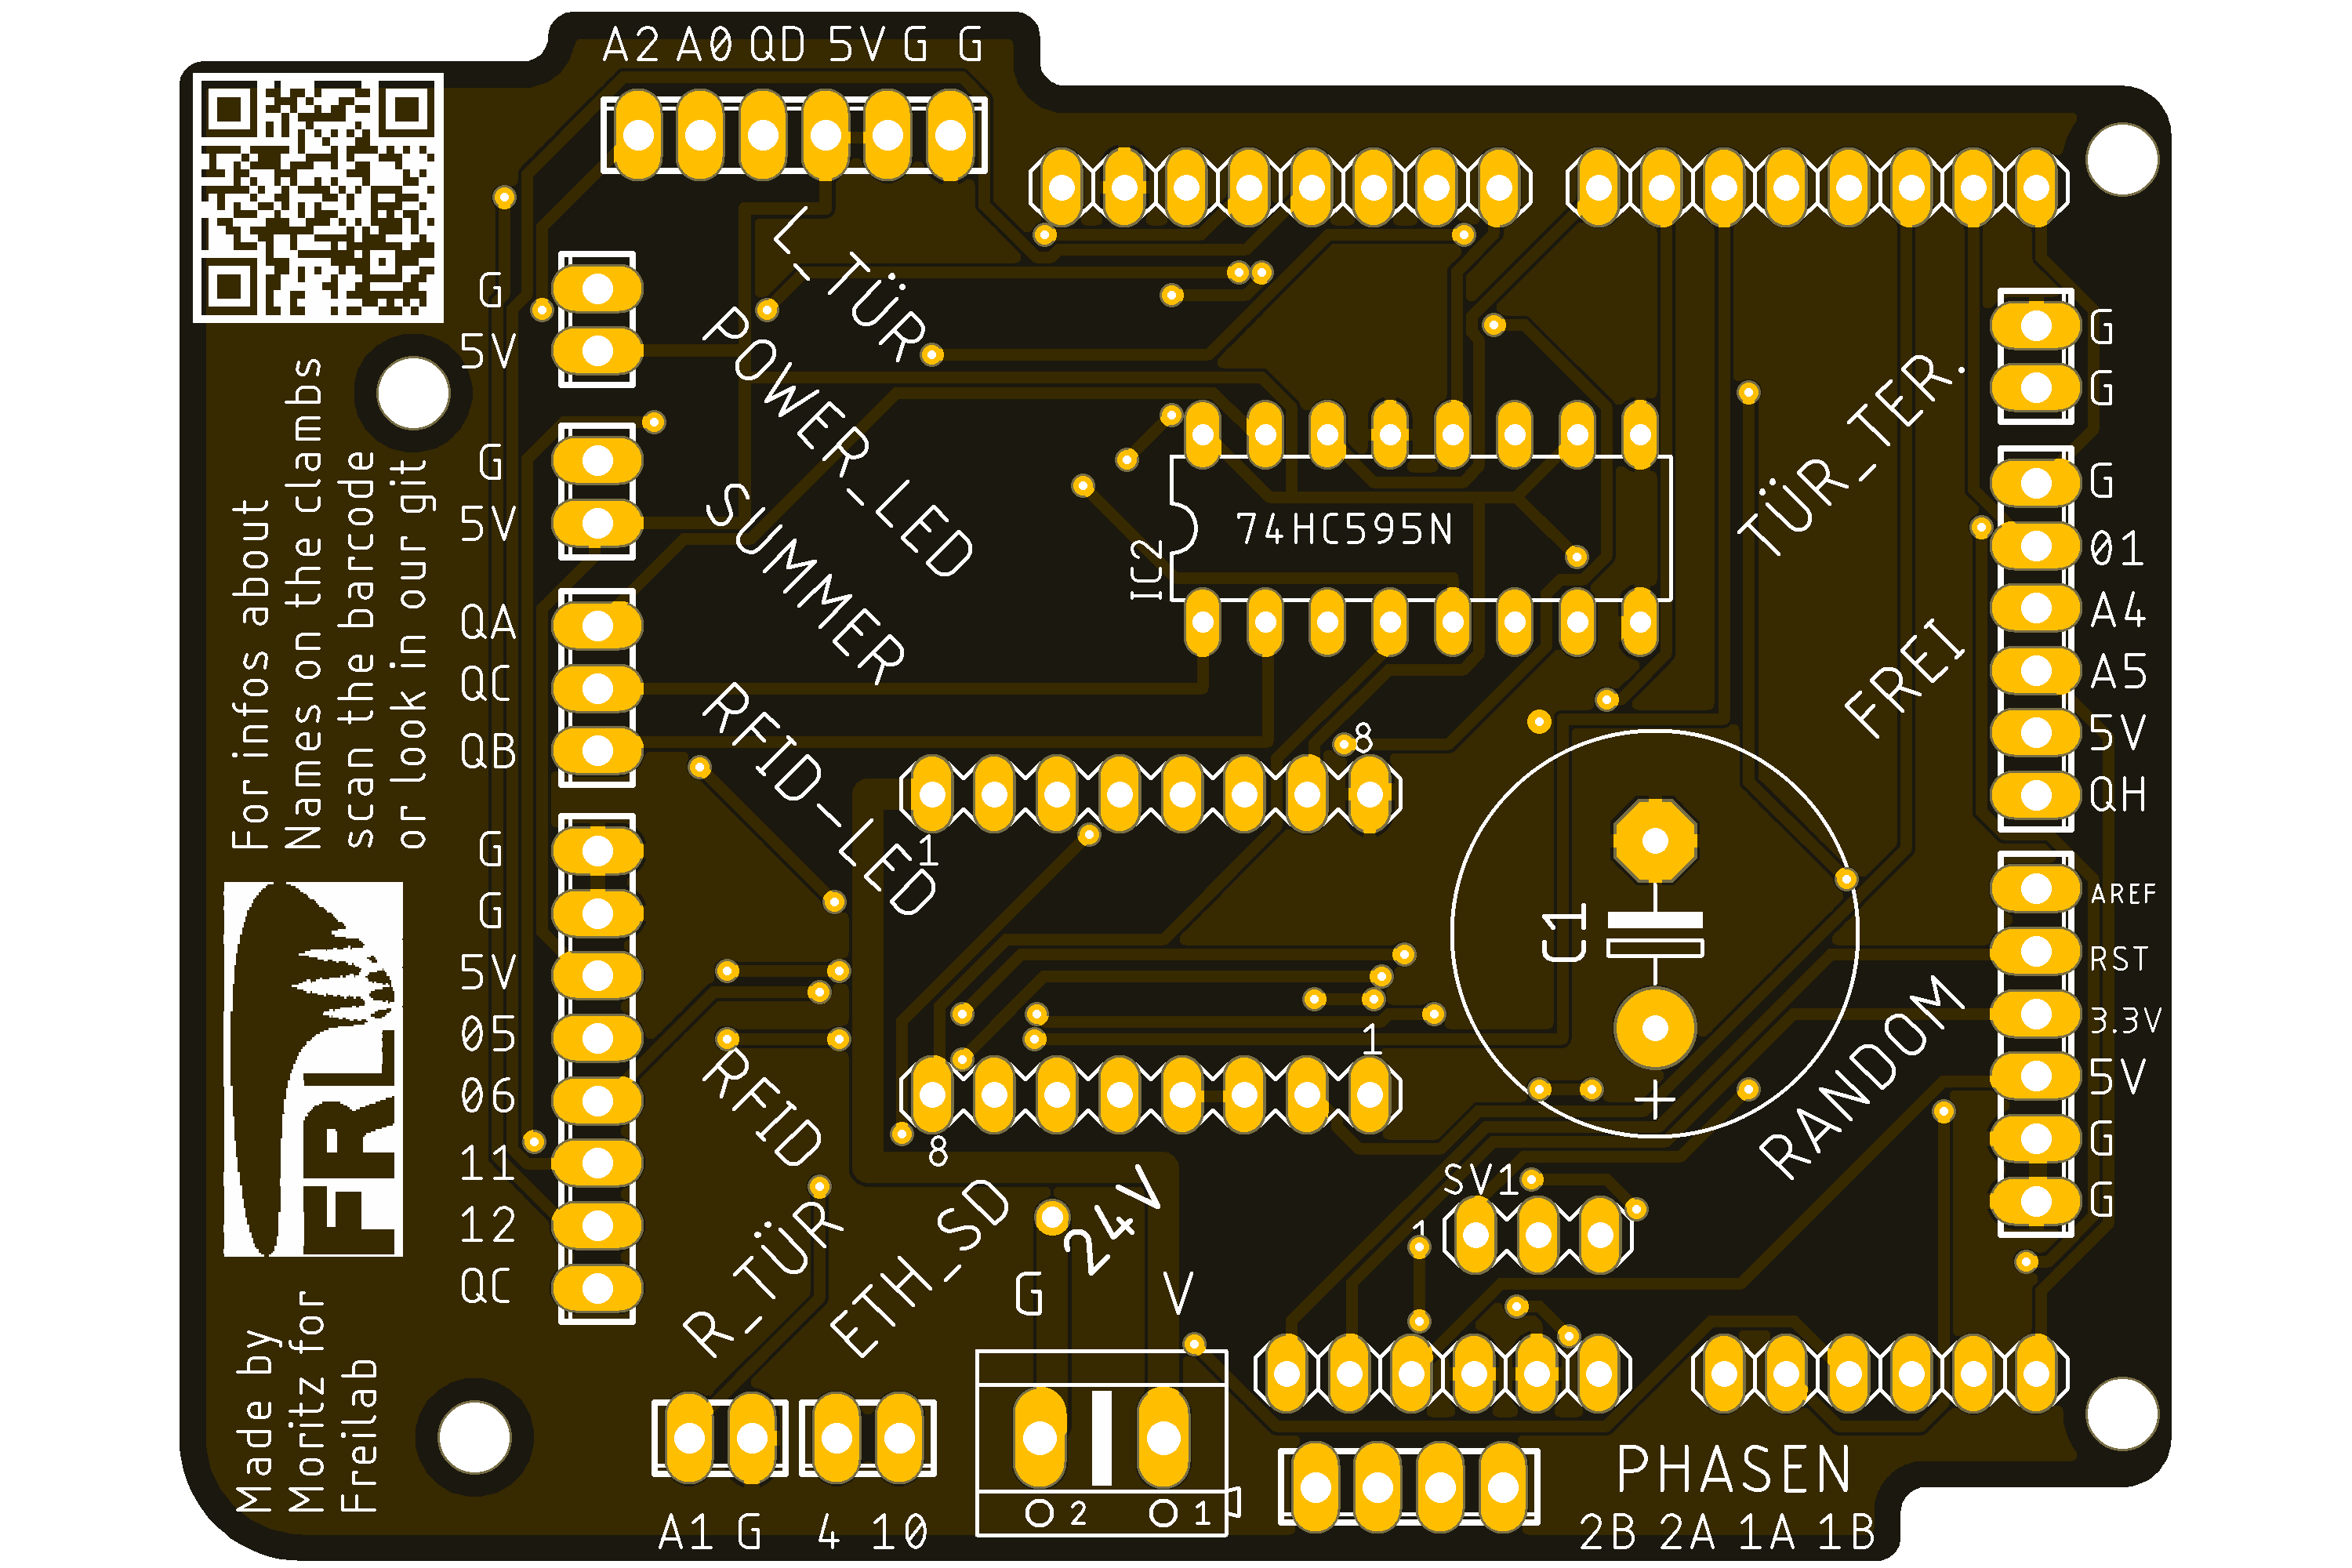 A2 A0 QD 5V G G
L_TÜR
POWER_LED
SUMMER
RFID_LED
RFID
R_TÜR
ETH_SD
24V
G V
G
5V
G
5V
QA
QC
QB
G
G
5V
05
06
11
12
QC
For infos about
Names on the clambs
scan the barcode
or look in our git
FRL
Made by
Moritz for
Freilab
A1 G 4 10
2 1
IC2
74HC595N
8
1
1
8
C1
+
SV1
1
TÜR_TER.
FREI
RANDOM
G
G
G
01
A4
A5
5V
QH
AREF
RST
3.3V
5V
G
G
PHASEN
2B 2A 1A 1B